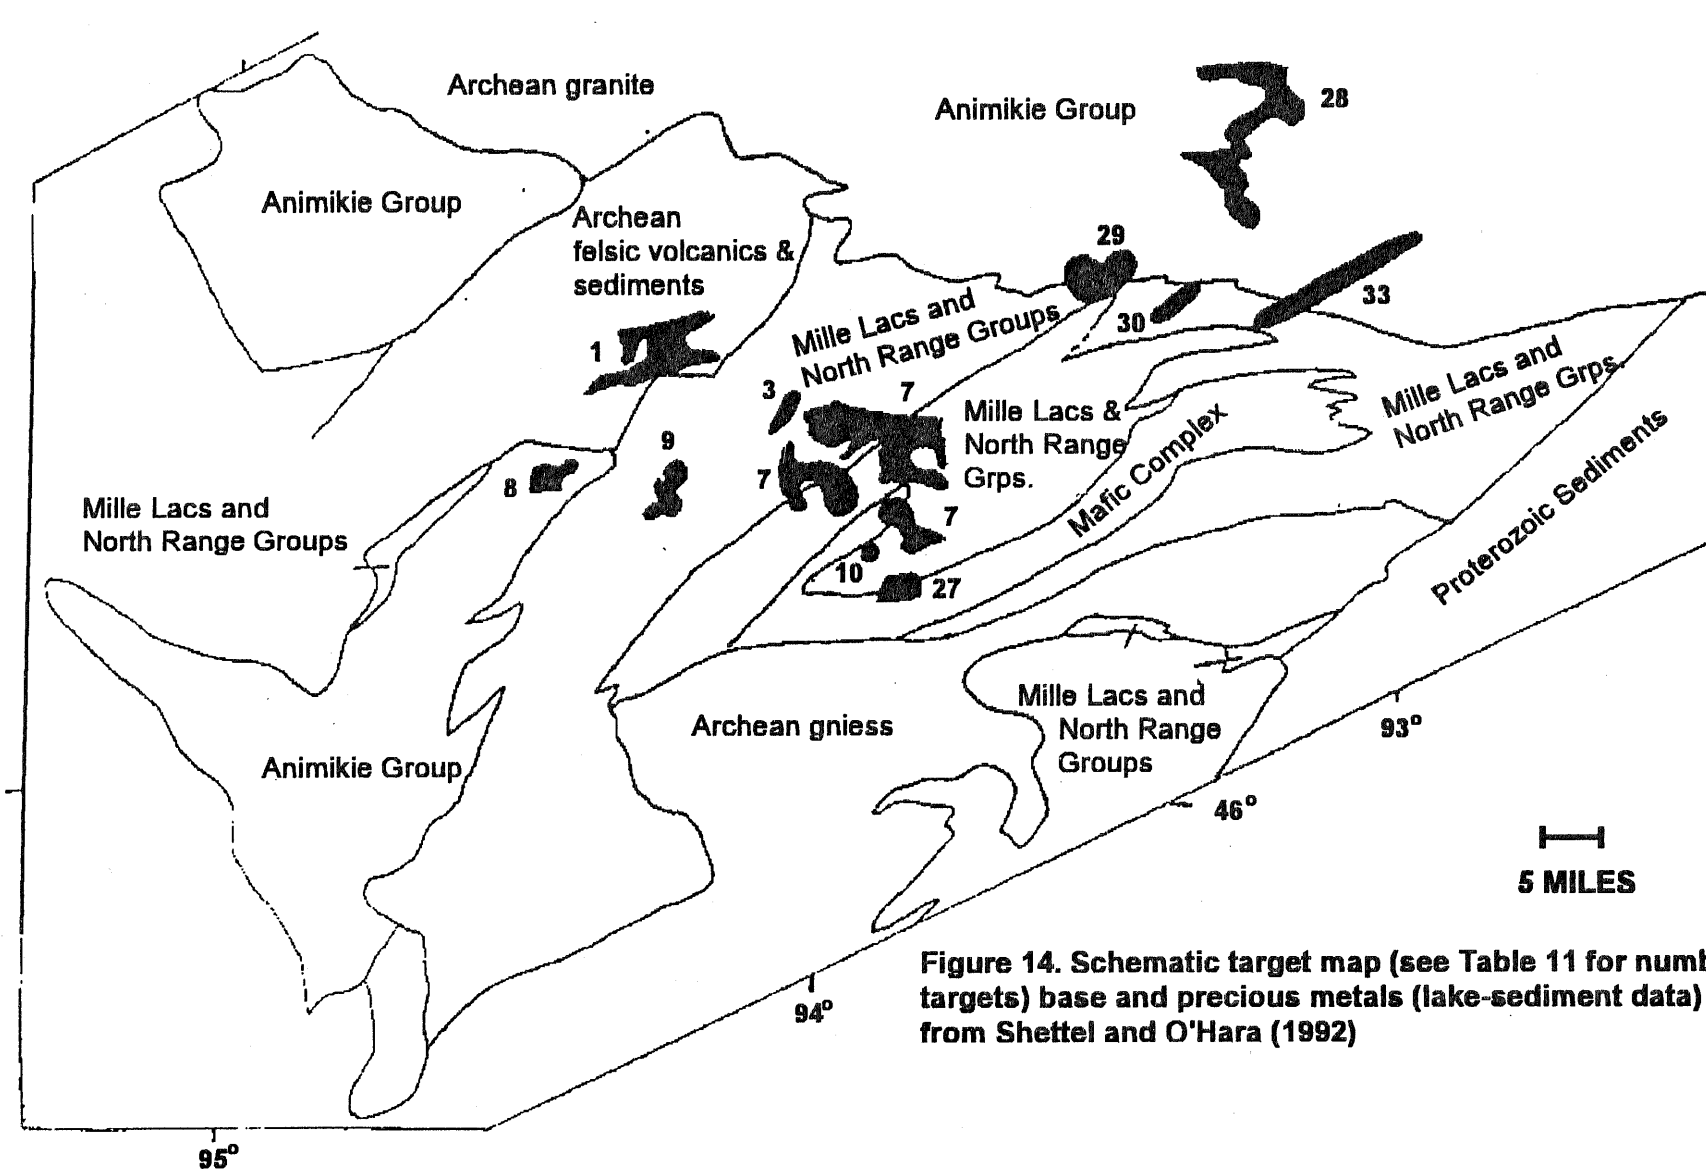 Archean granite
Animikie Group
28
Animikie Group
Archean
felsic volcanics &
sediments
29
33
30
Mille Lacs and
North Range Groups
1
3
7
Mille Lacs &
North Range
Grps.
Mille Lacs and
North Range Grps.
9
8
7
7
Mafic Complex
Proterozoic Sediments
Mille Lacs and
North Range Groups
10
27
Archean gniess
Mille Lacs and
North Range
Groups
Animikie Group
93°
46°
5 MILES
94°
95°
Figure 14. Schematic target map (see Table 11 for numb
targets) base and precious metals (lake-sediment data)
from Shettel and O'Hara (1992)